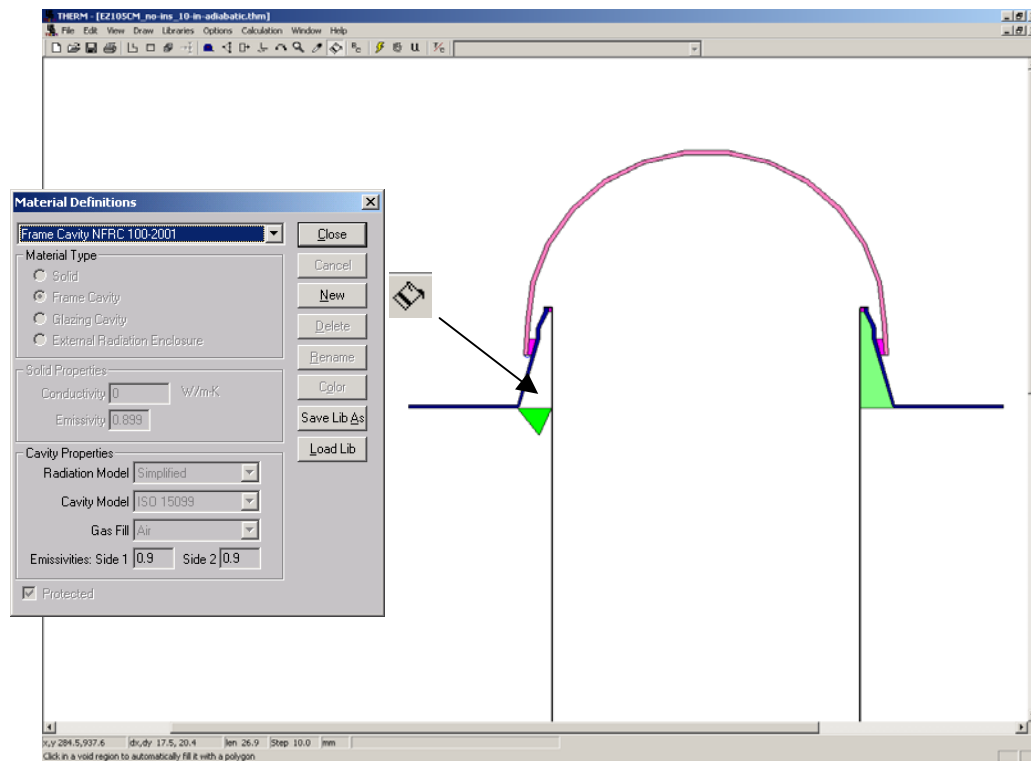 THERM - [EZ10SCM_no-ins_10-in-adiabatic.thm]
File Edit View Draw Libraries Options Calculation Window Help
U %
Material Definitions
Frame Cavity NFRC 100-2001
Close
Material Type
Solid
Cancel
Frame Cavity
New
Glazing Cavity
Delete
External Radiation Enclosure
Rename
Solid Properties
Conductivity 0 W/m-K
Color
Emissivity 0.899
Save Lib As
Load Lib
Cavity Properties
Radiation Model Simplified
Cavity Model ISO 15099
Gas Fill Air
Emissivities: Side 1 0.9 Side 2 0.9
Protected
x,y 284.5,937.6 dx,dy 17.5, 20.4 len 26.9 Step 10.0 mm
Click in a void region to automatically fill it with a polygon